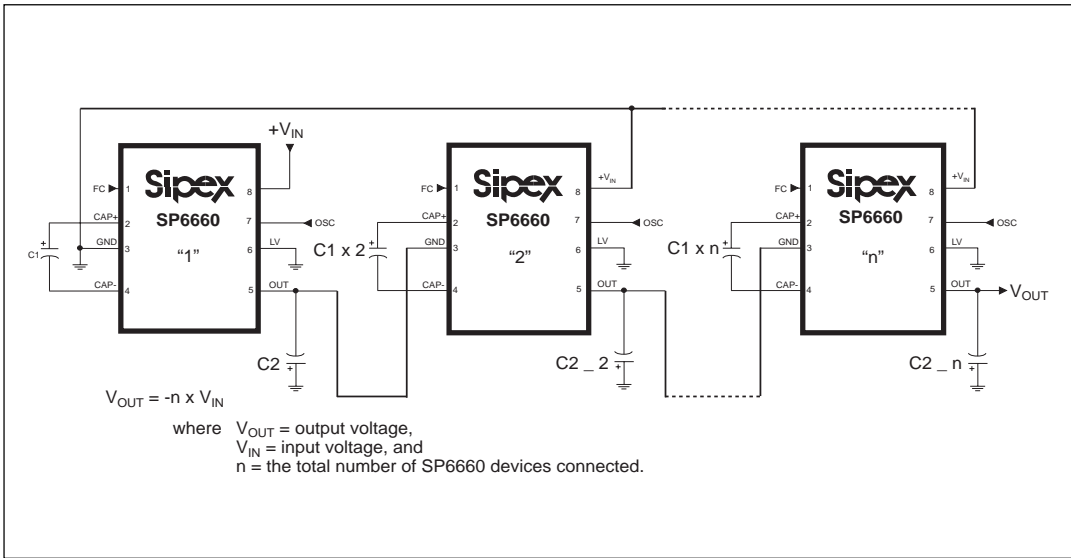 +V_IN
Sipex
SP6660
"1"
FC
1
CAP+
2
C1
+
GND
3
CAP-
4
8
7
OSC
LV
6
OUT
5
C2
+
Sipex
SP6660
"2"
FC
1
CAP+
2
C1 x 2
+
GND
3
CAP-
4
+V_IN
8
7
OSC
LV
6
OUT
5
C2 _ 2
+
Sipex
SP6660
"n"
FC
1
CAP+
2
C1 x n
+
GND
3
CAP-
4
+V_IN
8
7
OSC
LV
6
OUT
5
V_OUT
C2 _ n
+
V_OUT = -n x V_IN
where V_OUT = output voltage,
V_IN = input voltage, and
n = the total number of SP6660 devices connected.